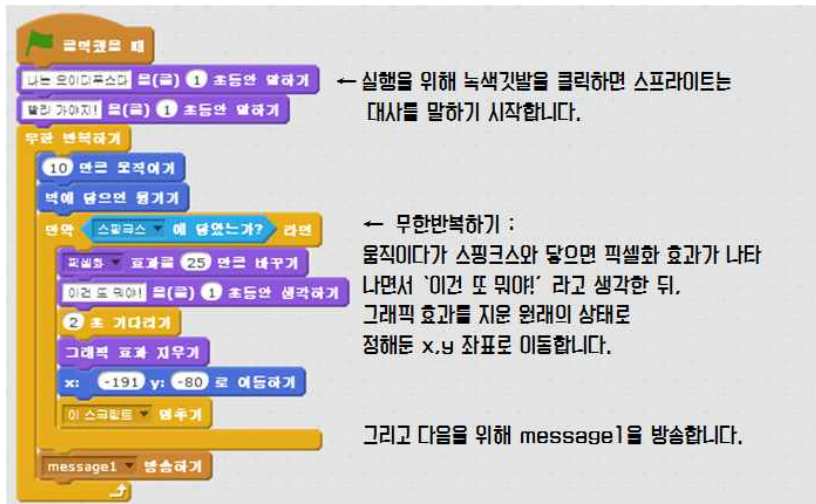 클릭했을 때
나는 오이디푸스다 을(를) 1 초동안 말하기
← 실행을 위해 녹색깃발을 클릭하면 스프라이트는
대사를 말하기 시작합니다.
빨리 가야지! 을(를) 1 초동안 말하기
무한 반복하기
10 만큼 움직이기
벽에 닿으면 튕기기
만약 스핑크스 에 닿았는가? 라면
← 무한반복하기 :
움직이다가 스핑크스와 닿으면 픽셀화 효과가 나타
나면서 '이건 또 뭐야!' 라고 생각한 뒤,
그래픽 효과를 지운 원래의 상태로
정해둔 x,y 좌표로 이동합니다.
픽셀화 효과를 25 만큼 바꾸기
이건 또 뭐야! 을(를) 1 초동안 생각하기
2 초 기다리기
그래픽 효과 지우기
x: -191 y: -80 로 이동하기
이 스크립트 멈추기
그리고 다음을 위해 message1을 방송합니다.
message1 방송하기